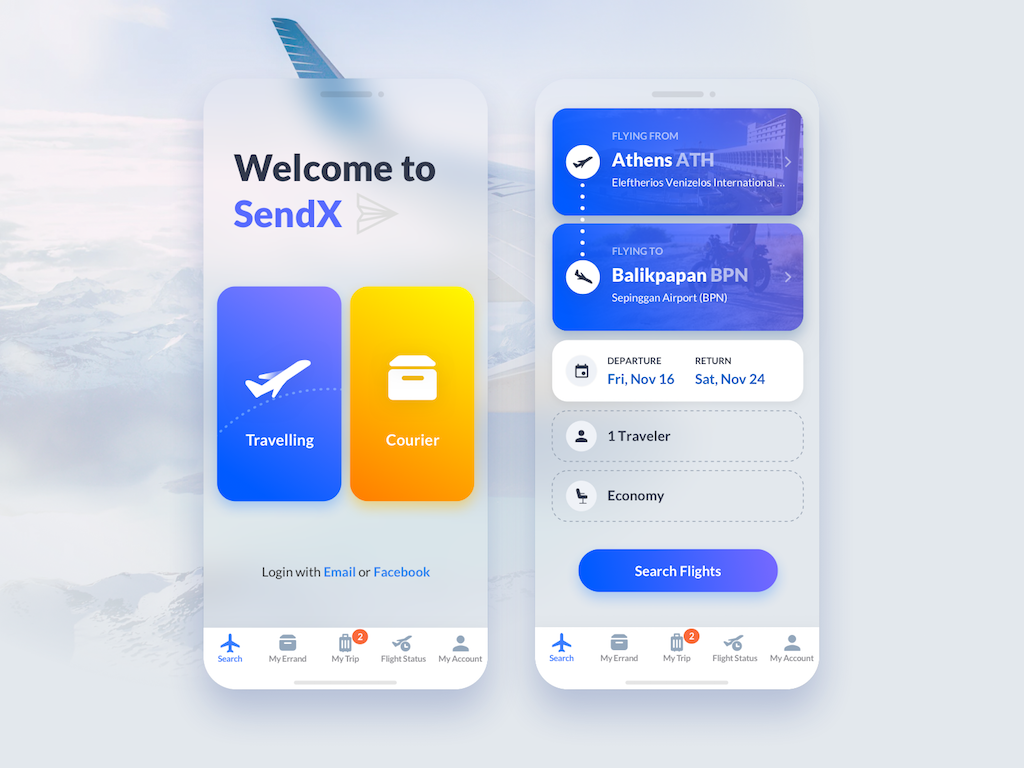 Welcome to
SendX
Travelling
Courier
Login with Email or Facebook
Search
My Errand
My Trip
2
Flight Status
My Account
FLYING FROM
Athens ATH
Eleftherios Venizelos International ...
FLYING TO
Balikpapan BPN
Sepinggan Airport (BPN)
DEPARTURE RETURN
Fri, Nov 16 Sat, Nov 24
1 Traveler
Economy
Search Flights
Search
My Errand
My Trip
2
Flight Status
My Account